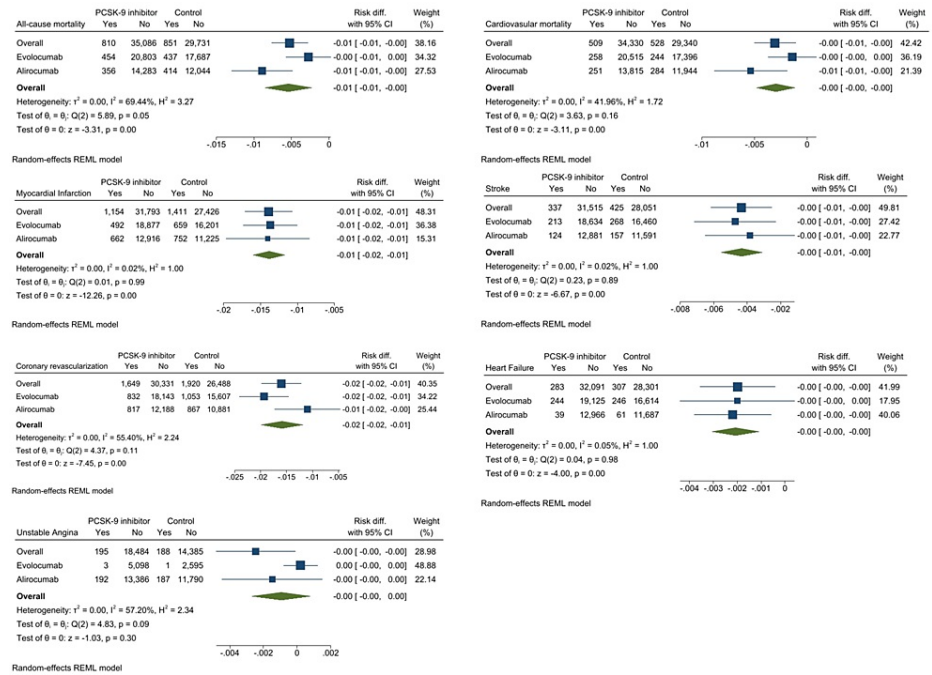 PCSK-9 inhibitor Control Risk diff. Weight
All-cause mortality Yes No Yes No with 95% CI (%)
Overall 810 35,086 851 29,731 -0.01 [ -0.01, -0.00] 38.16
Evolocumab 454 20,803 437 17,687 -0.00 [ -0.01, 0.00] 34.32
Alirocumab 356 14,283 414 12,044 -0.01 [ -0.01, -0.01] 27.53
Overall -0.01 [ -0.01, -0.00]
Heterogeneity: τ² = 0.00, I² = 69.44%, H² = 3.27
Test of θᵢ = θⱼ: Q(2) = 5.89, p = 0.05
Test of θ = 0: z = -3.31, p = 0.00
-.015 -.01 -.005 0
Random-effects REML model
PCSK-9 inhibitor Control Risk diff. Weight
Cardiovascular mortality Yes No Yes No with 95% CI (%)
Overall 509 34,330 528 29,340 -0.00 [ -0.01, -0.00] 42.42
Evolocumab 258 20,515 244 17,396 -0.00 [ -0.00, 0.00] 36.19
Alirocumab 251 13,815 284 11,944 -0.01 [ -0.01, -0.00] 21.39
Overall -0.00 [ -0.00, -0.00]
Heterogeneity: τ² = 0.00, I² = 41.96%, H² = 1.72
Test of θᵢ = θⱼ: Q(2) = 3.63, p = 0.16
Test of θ = 0: z = -3.11, p = 0.00
-.01 -.005 0
Random-effects REML model
PCSK-9 inhibitor Control Risk diff. Weight
Myocardial Infarction Yes No Yes No with 95% CI (%)
Overall 1,154 31,793 1,411 27,426 -0.01 [ -0.02, -0.01] 48.31
Evolocumab 492 18,877 659 16,201 -0.01 [ -0.02, -0.01] 36.38
Alirocumab 662 12,916 752 11,225 -0.01 [ -0.02, -0.01] 15.31
Overall -0.01 [ -0.02, -0.01]
Heterogeneity: τ² = 0.00, I² = 0.02%, H² = 1.00
Test of θᵢ = θⱼ: Q(2) = 0.01, p = 0.99
Test of θ = 0: z = -12.26, p = 0.00
-.02 -.015 -.01 -.005
Random-effects REML model
PCSK-9 inhibitor Control Risk diff. Weight
Stroke Yes No Yes No with 95% CI (%)
Overall 337 31,515 425 28,051 -0.00 [ -0.01, -0.00] 49.81
Evolocumab 213 18,634 268 16,460 -0.00 [ -0.01, -0.00] 27.42
Alirocumab 124 12,881 157 11,591 -0.00 [ -0.01, -0.00] 22.77
Overall -0.00 [ -0.01, -0.00]
Heterogeneity: τ² = 0.00, I² = 0.02%, H² = 1.00
Test of θᵢ = θⱼ: Q(2) = 0.23, p = 0.89
Test of θ = 0: z = -6.67, p = 0.00
-.008 -.006 -.004 -.002
Random-effects REML model
PCSK-9 inhibitor Control Risk diff. Weight
Coronary revascularization Yes No Yes No with 95% CI (%)
Overall 1,649 30,331 1,920 26,488 -0.02 [ -0.02, -0.01] 40.35
Evolocumab 832 18,143 1,053 15,607 -0.02 [ -0.02, -0.01] 34.22
Alirocumab 817 12,188 867 10,881 -0.01 [ -0.02, -0.00] 25.44
Overall -0.02 [ -0.02, -0.01]
Heterogeneity: τ² = 0.00, I² = 55.40%, H² = 2.24
Test of θᵢ = θⱼ: Q(2) = 4.37, p = 0.11
Test of θ = 0: z = -7.45, p = 0.00
-.025 -.02 -.015 -.01 -.005
Random-effects REML model
PCSK-9 inhibitor Control Risk diff. Weight
Heart Failure Yes No Yes No with 95% CI (%)
Overall 283 32,091 307 28,301 -0.00 [ -0.00, -0.00] 41.99
Evolocumab 244 19,125 246 16,614 -0.00 [ -0.00, 0.00] 17.95
Alirocumab 39 12,966 61 11,687 -0.00 [ -0.00, -0.00] 40.06
Overall -0.00 [ -0.00, -0.00]
Heterogeneity: τ² = 0.00, I² = 0.05%, H² = 1.00
Test of θᵢ = θⱼ: Q(2) = 0.04, p = 0.98
Test of θ = 0: z = -4.00, p = 0.00
-.004 -.003 -.002 -.001 0
Random-effects REML model
PCSK-9 inhibitor Control Risk diff. Weight
Unstable Angina Yes No Yes No with 95% CI (%)
Overall 195 18,484 188 14,385 -0.00 [ -0.00, -0.00] 28.98
Evolocumab 3 5,098 1 2,595 0.00 [ -0.00, 0.00] 48.88
Alirocumab 192 13,386 187 11,790 -0.00 [ -0.00, 0.00] 22.14
Overall -0.00 [ -0.00, 0.00]
Heterogeneity: τ² = 0.00, I² = 57.20%, H² = 2.34
Test of θᵢ = θⱼ: Q(2) = 4.83, p = 0.09
Test of θ = 0: z = -1.03, p = 0.30
-.004 -.002 0 .002
Random-effects REML model